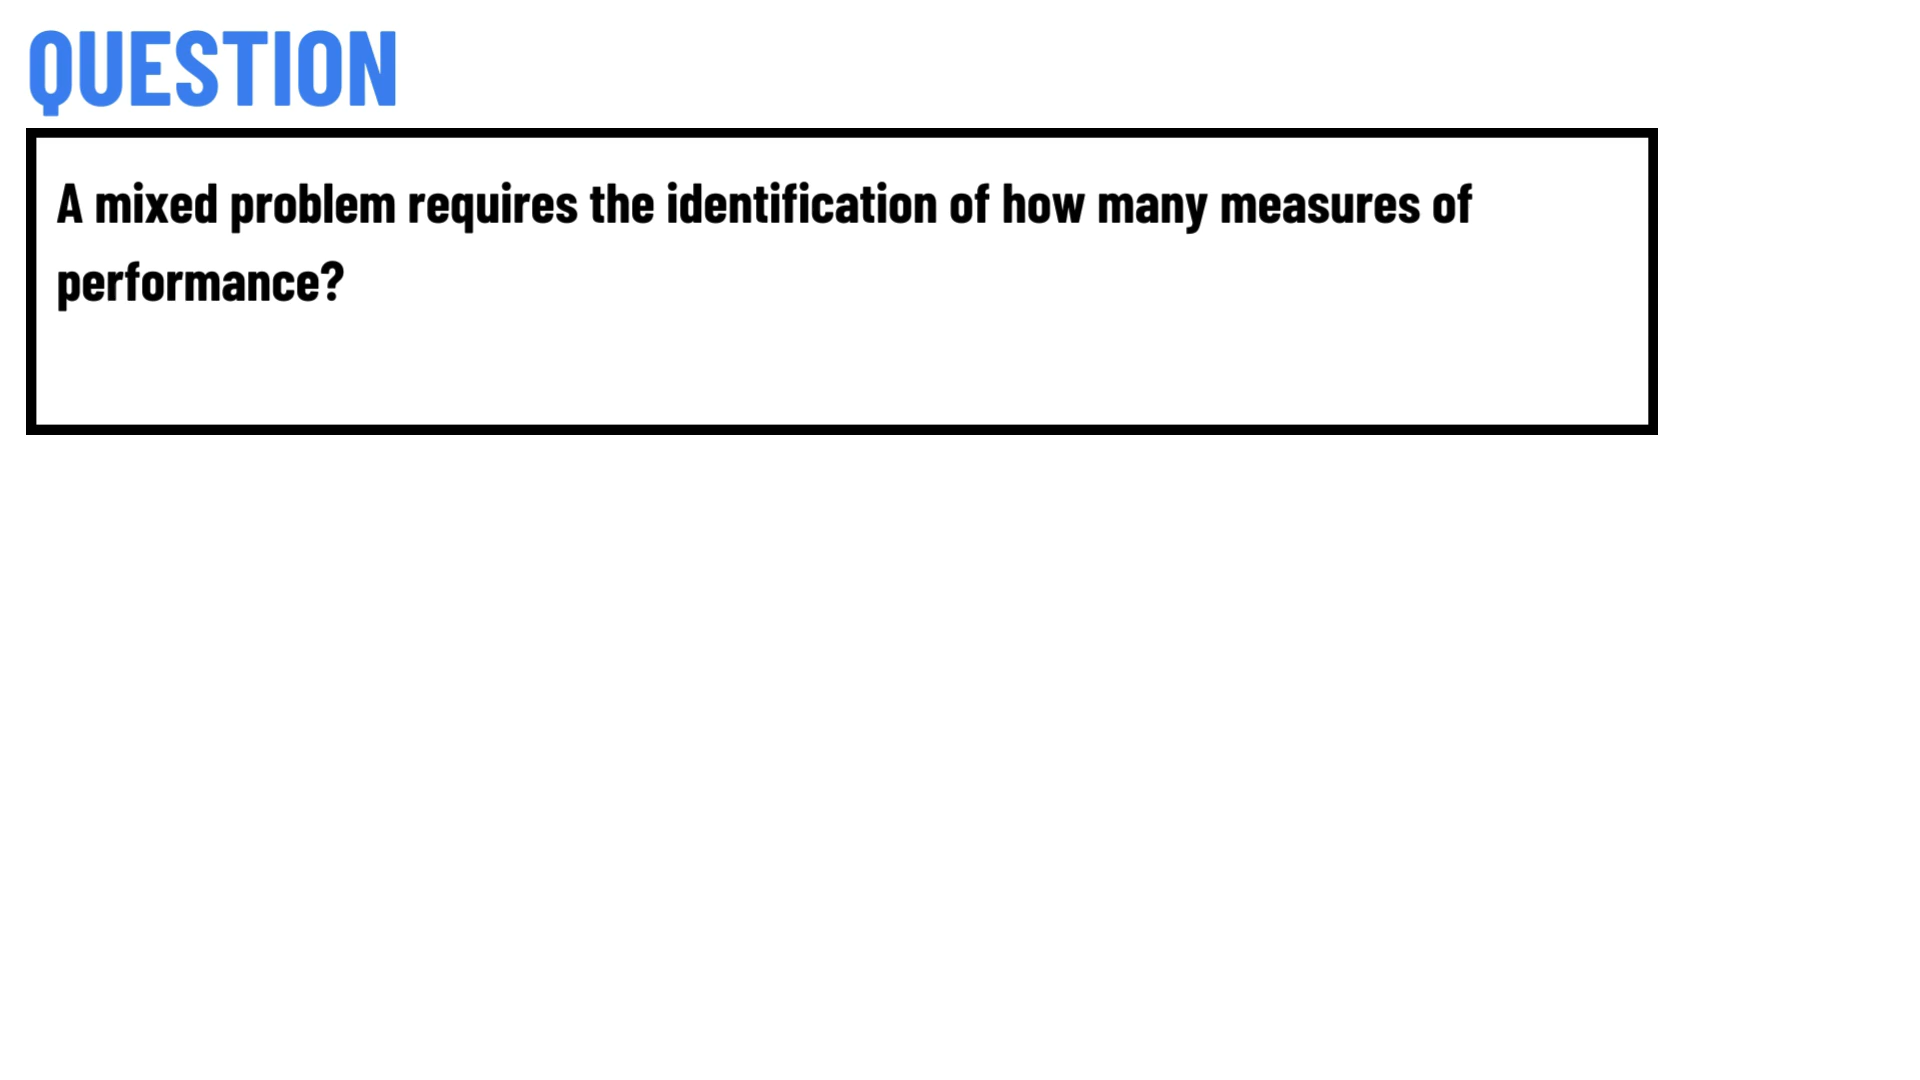 QUESTION
A mixed problem requires the identification of how many measures of
performance?